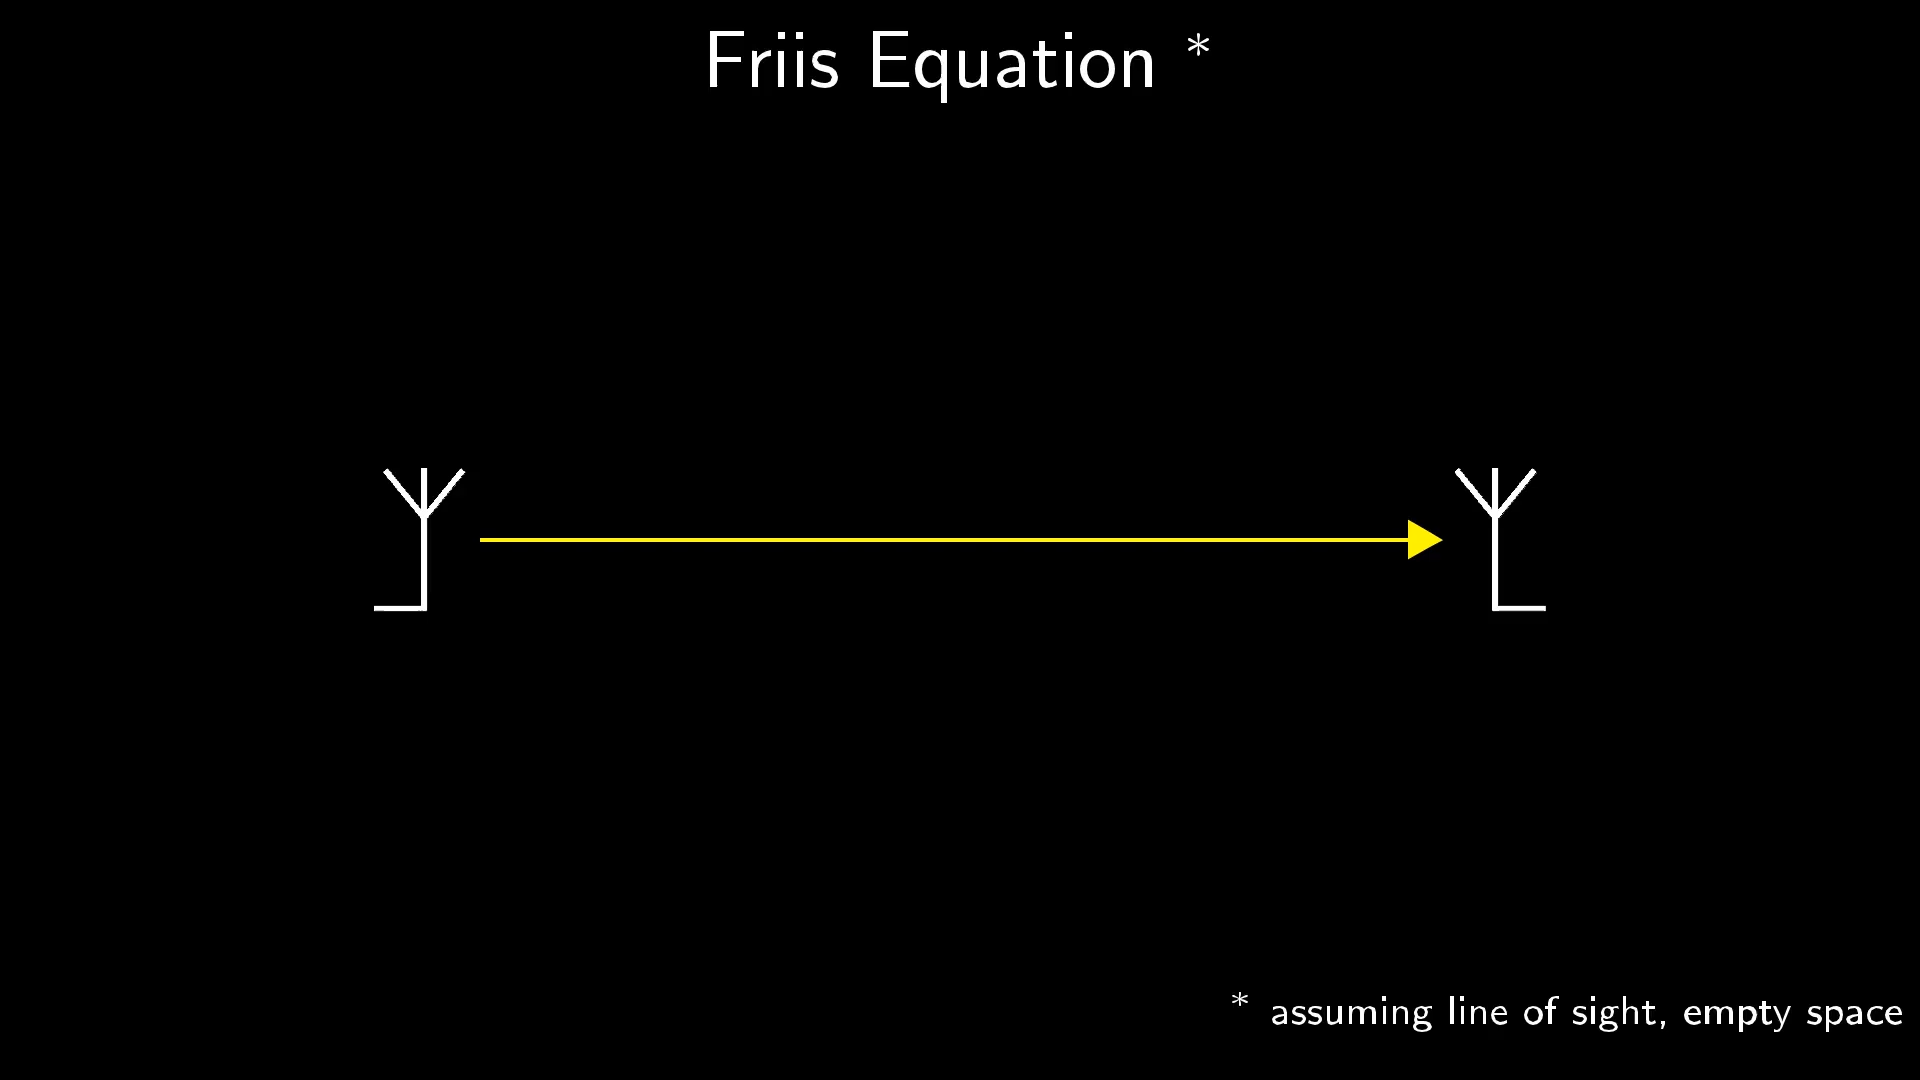 Friis Equation *
* assuming line of sight, empty space